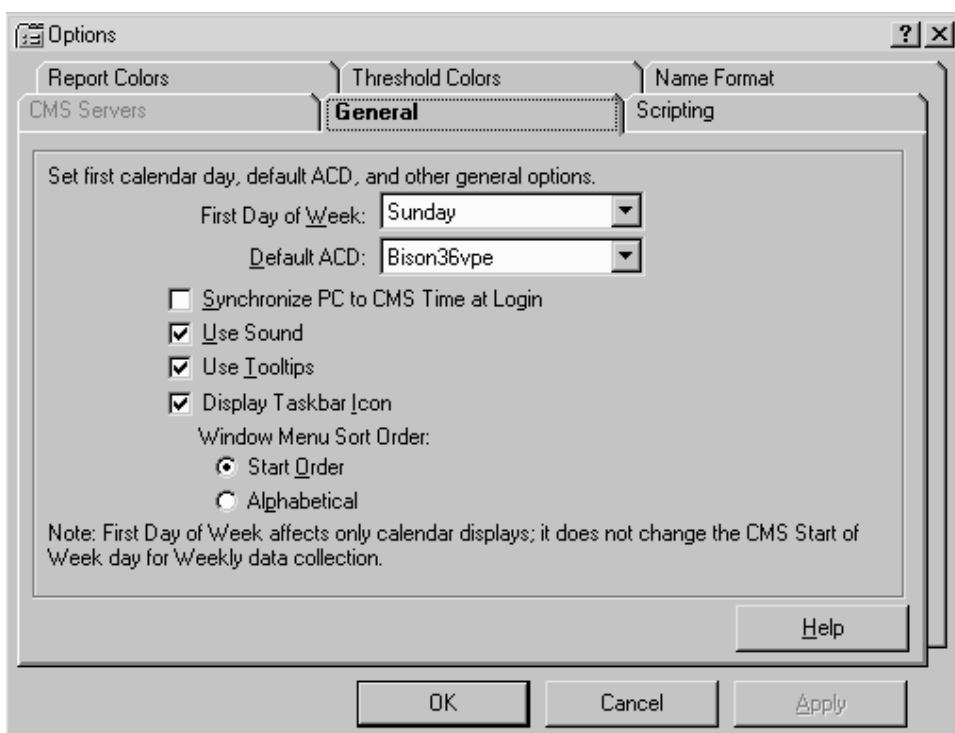 Options
Report Colors
Threshold Colors
Name Format
CMS Servers
General
Scripting
Set first calendar day, default ACD, and other general options.
First Day of Week: Sunday
Default ACD: Bison36vpe
Synchronize PC to CMS Time at Login
Use Sound
Use Tooltips
Display Taskbar Icon
Window Menu Sort Order:
Start Order
Alphabetical
Note: First Day of Week affects only calendar displays; it does not change the CMS Start of
Week day for Weekly data collection.
Help
OK
Cancel
Apply